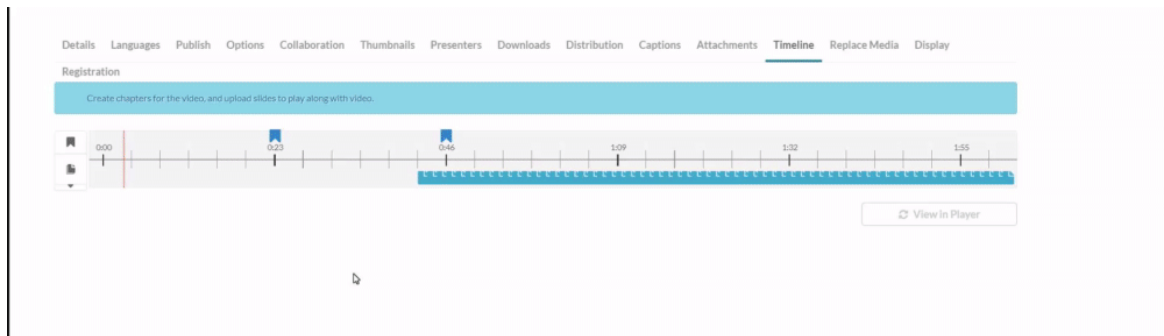 Details Languages Publish Options Collaboration Thumbnails Presenters Downloads Distribution Captions Attachments Timeline Replace Media Display
Registration
Create chapters for the video, and upload slides to play along with video.
0:00 0:23 0:46 1:09 1:32 1:55
View in Player